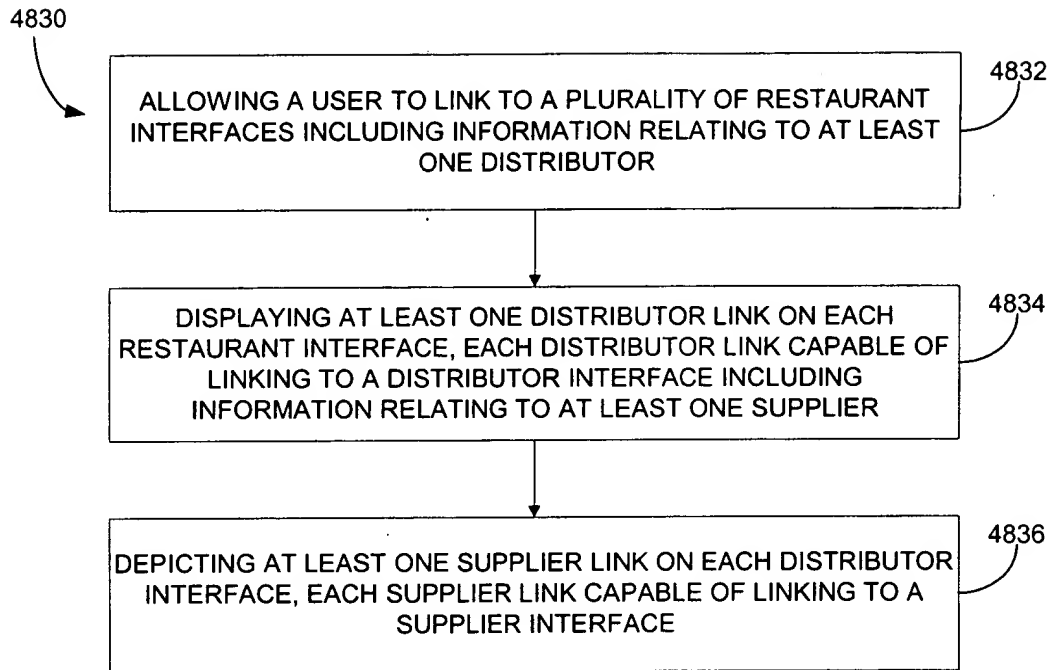 4830
4832
ALLOWING A USER TO LINK TO A PLURALITY OF RESTAURANT
INTERFACES INCLUDING INFORMATION RELATING TO AT LEAST
ONE DISTRIBUTOR
4834
DISPLAYING AT LEAST ONE DISTRIBUTOR LINK ON EACH
RESTAURANT INTERFACE, EACH DISTRIBUTOR LINK CAPABLE OF
LINKING TO A DISTRIBUTOR INTERFACE INCLUDING
INFORMATION RELATING TO AT LEAST ONE SUPPLIER
4836
DEPICTING AT LEAST ONE SUPPLIER LINK ON EACH DISTRIBUTOR
INTERFACE, EACH SUPPLIER LINK CAPABLE OF LINKING TO A
SUPPLIER INTERFACE